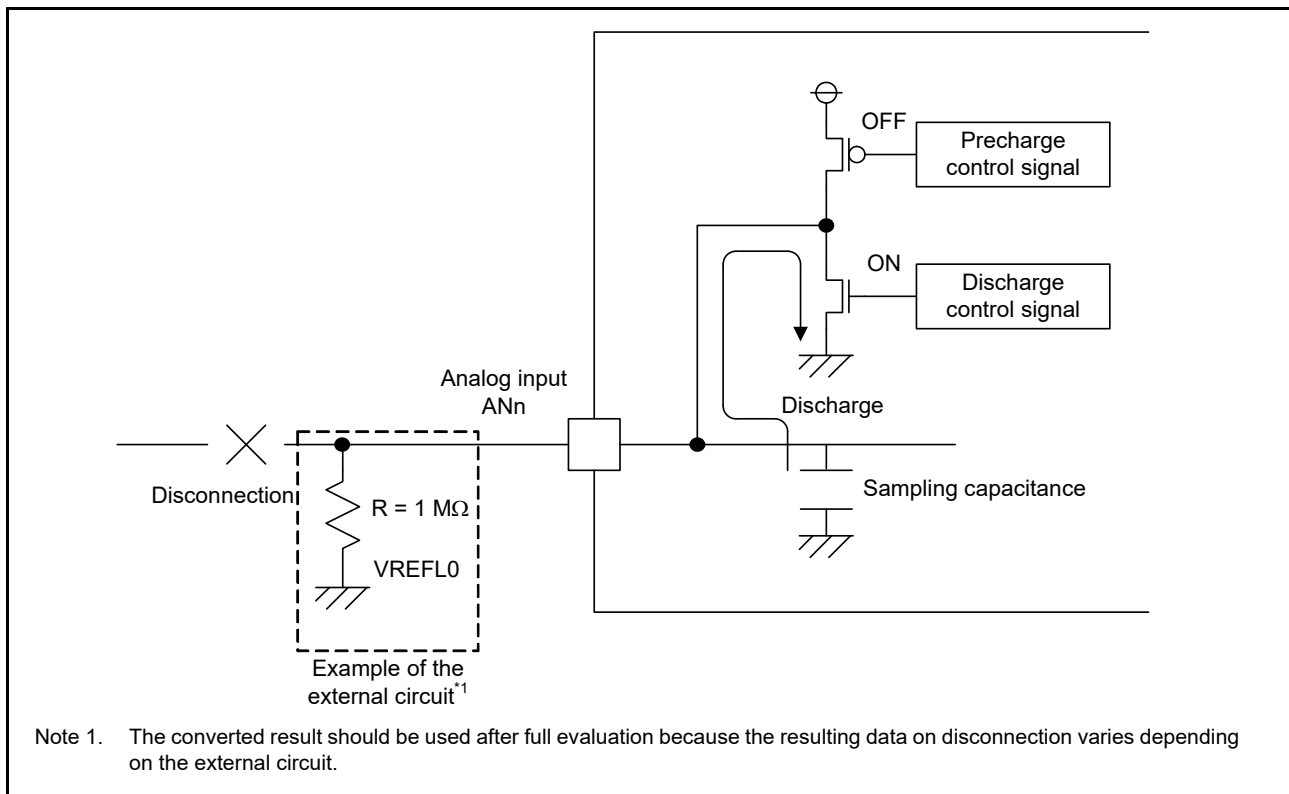 OFF
Precharge
control signal
ON
Discharge
control signal
Analog input
ANn
Discharge
Disconnection
R = 1 MΩ
Sampling capacitance
VREFL0
Example of the
external circuit*1
Note 1. The converted result should be used after full evaluation because the resulting data on disconnection varies depending
on the external circuit.